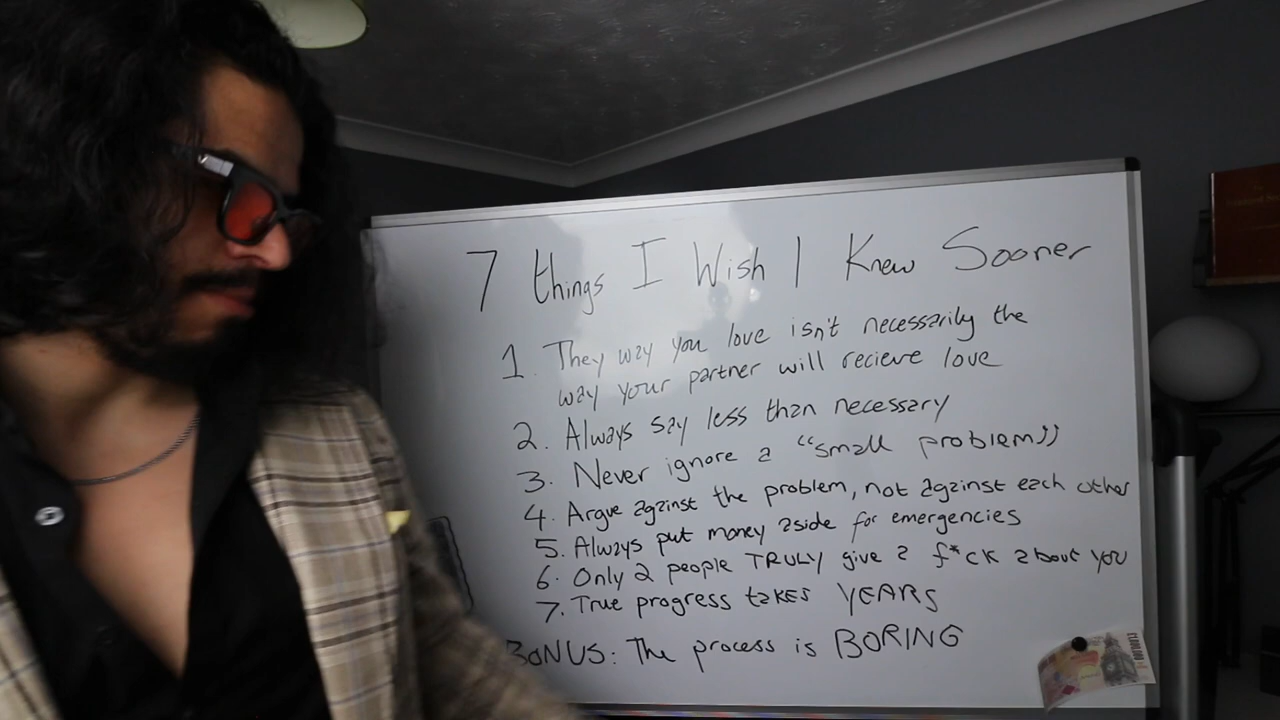 7 things I Wish I Knew Sooner
1. They way you love isn't necessarily the
way your partner will recieve love
2. Always say less than necessary
3. Never ignore a "small problem"
4. Argue against the problem, not against each other
5. Always put money aside for emergencies
6. Only 2 people TRULY give a f*ck about you
7. True progress takes YEARS
BONUS: The process is BORING